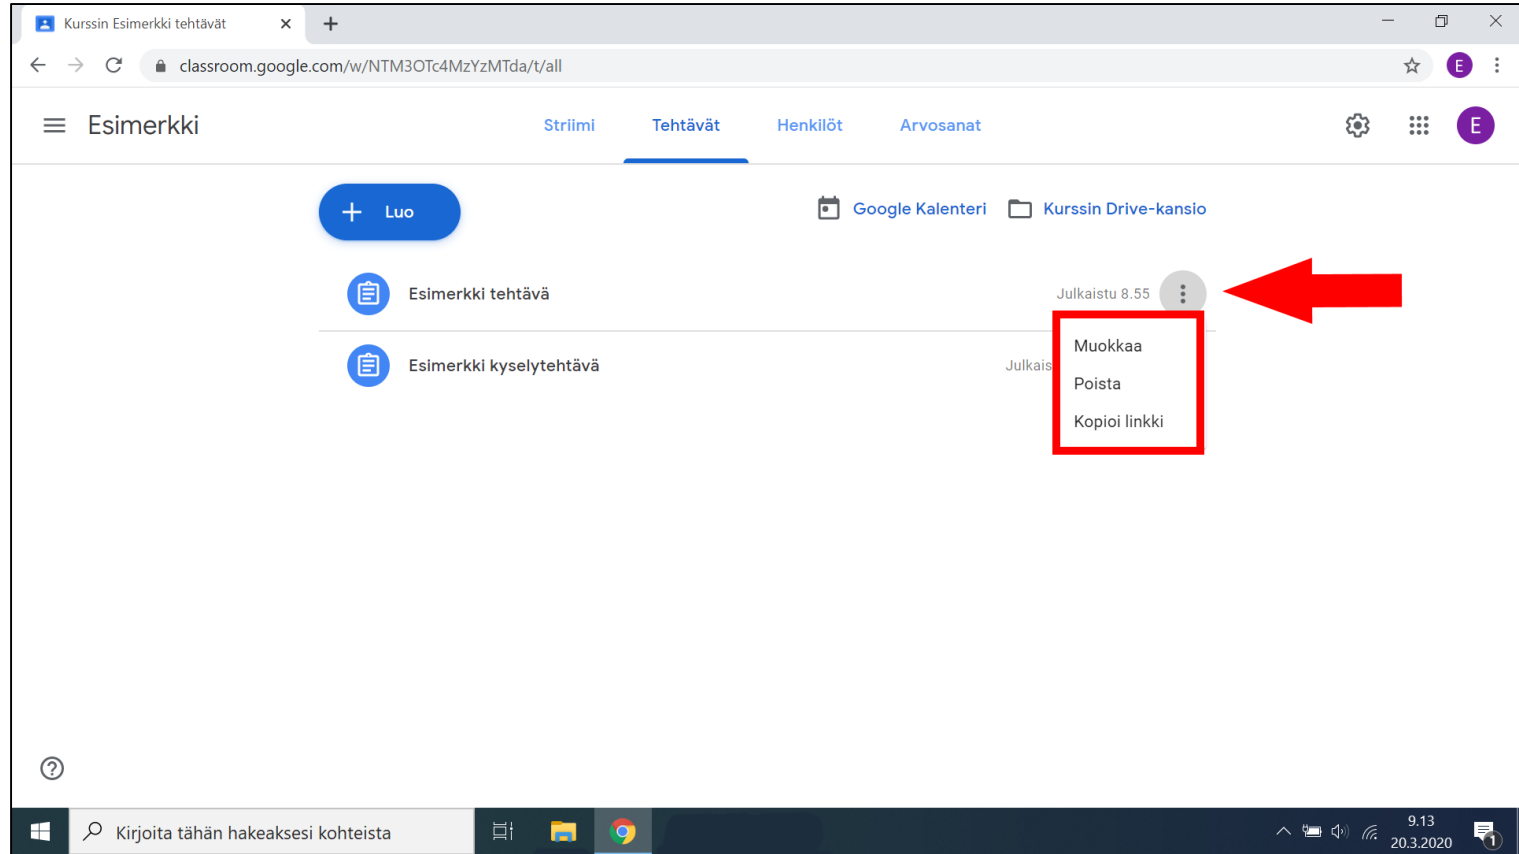 Kurssin Esimerkki tehtävät
classroom.google.com/w/NTM3OTc4MzYzMTda/t/all
E
Esimerkki
Striimi Tehtävät Henkilöt Arvosanat
E
Luo
Google Kalenteri Kurssin Drive-kansio
Esimerkki tehtävä Julkaistu 8.55
Muokkaa
Esimerkki kyselytehtävä Julkais
Poista
Kopioi linkki
Kirjoita tähän hakeaksesi kohteista
9.13
20.3.2020
1